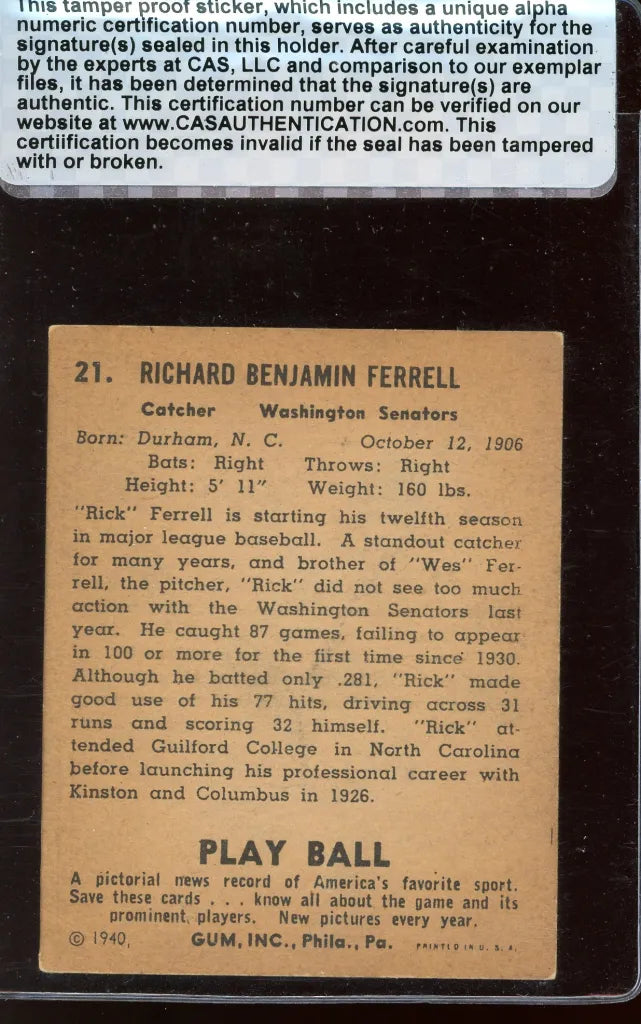 This tamper proof sticker, which includes a unique alpha
numeric certification number, serves as authenticity for the
signature(s) sealed in this holder. After careful examination
by the experts at CAS, LLC and comparison to our exemplar
files, it has been determined that the signature(s) are
authentic. This certification number can be verified on our
website at www.CASAUTHENTICATION.com. This
certiification becomes invalid if the seal has been tampered
with or broken.
21. RICHARD BENJAMIN FERRELL
Catcher Washington Senators
Born: Durham, N. C. October 12, 1906
Bats: Right Throws: Right
Height: 5' 11" Weight: 160 lbs.
"Rick" Ferrell is starting his twelfth season
in major league baseball. A standout catcher
for many years, and brother of "Wes" Fer-
rell, the pitcher, "Rick" did not see too much
action with the Washington Senators last
year. He caught 87 games, failing to appear
in 100 or more for the first time since 1930.
Although he batted only .281, "Rick" made
good use of his 77 hits, driving across 31
runs and scoring 32 himself. "Rick" at-
tended Guilford College in North Carolina
before launching his professional career with
Kinston and Columbus in 1926.
PLAY BALL
A pictorial news record of America's favorite sport.
Save these cards . . . know all about the game and its
prominent players. New pictures every year.
© 1940, GUM, INC., Phila., Pa. PRINTED IN U. S. A.